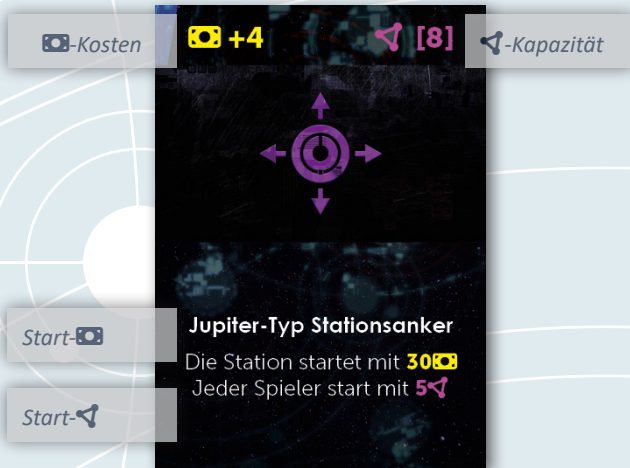 -Kosten
+4
[8]
-Kapazität
Jupiter-Typ Stationsanker
Start-
Die Station startet mit 30
Jeder Spieler start mit 5
Start-